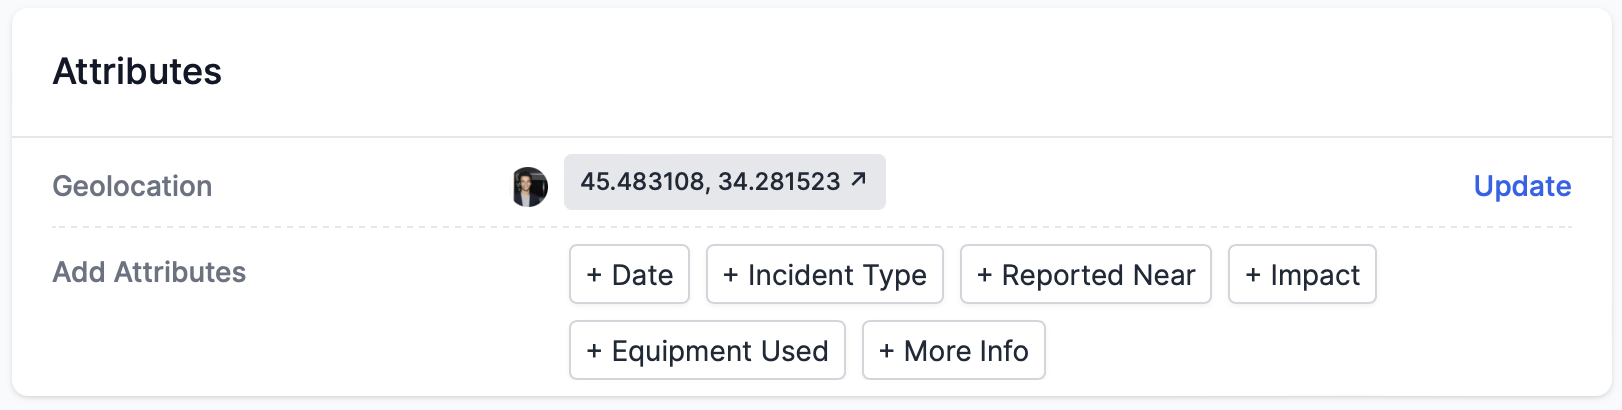 Attributes
Geolocation 45.483108, 34.281523 ↗ Update
Add Attributes + Date + Incident Type + Reported Near + Impact
+ Equipment Used + More Info